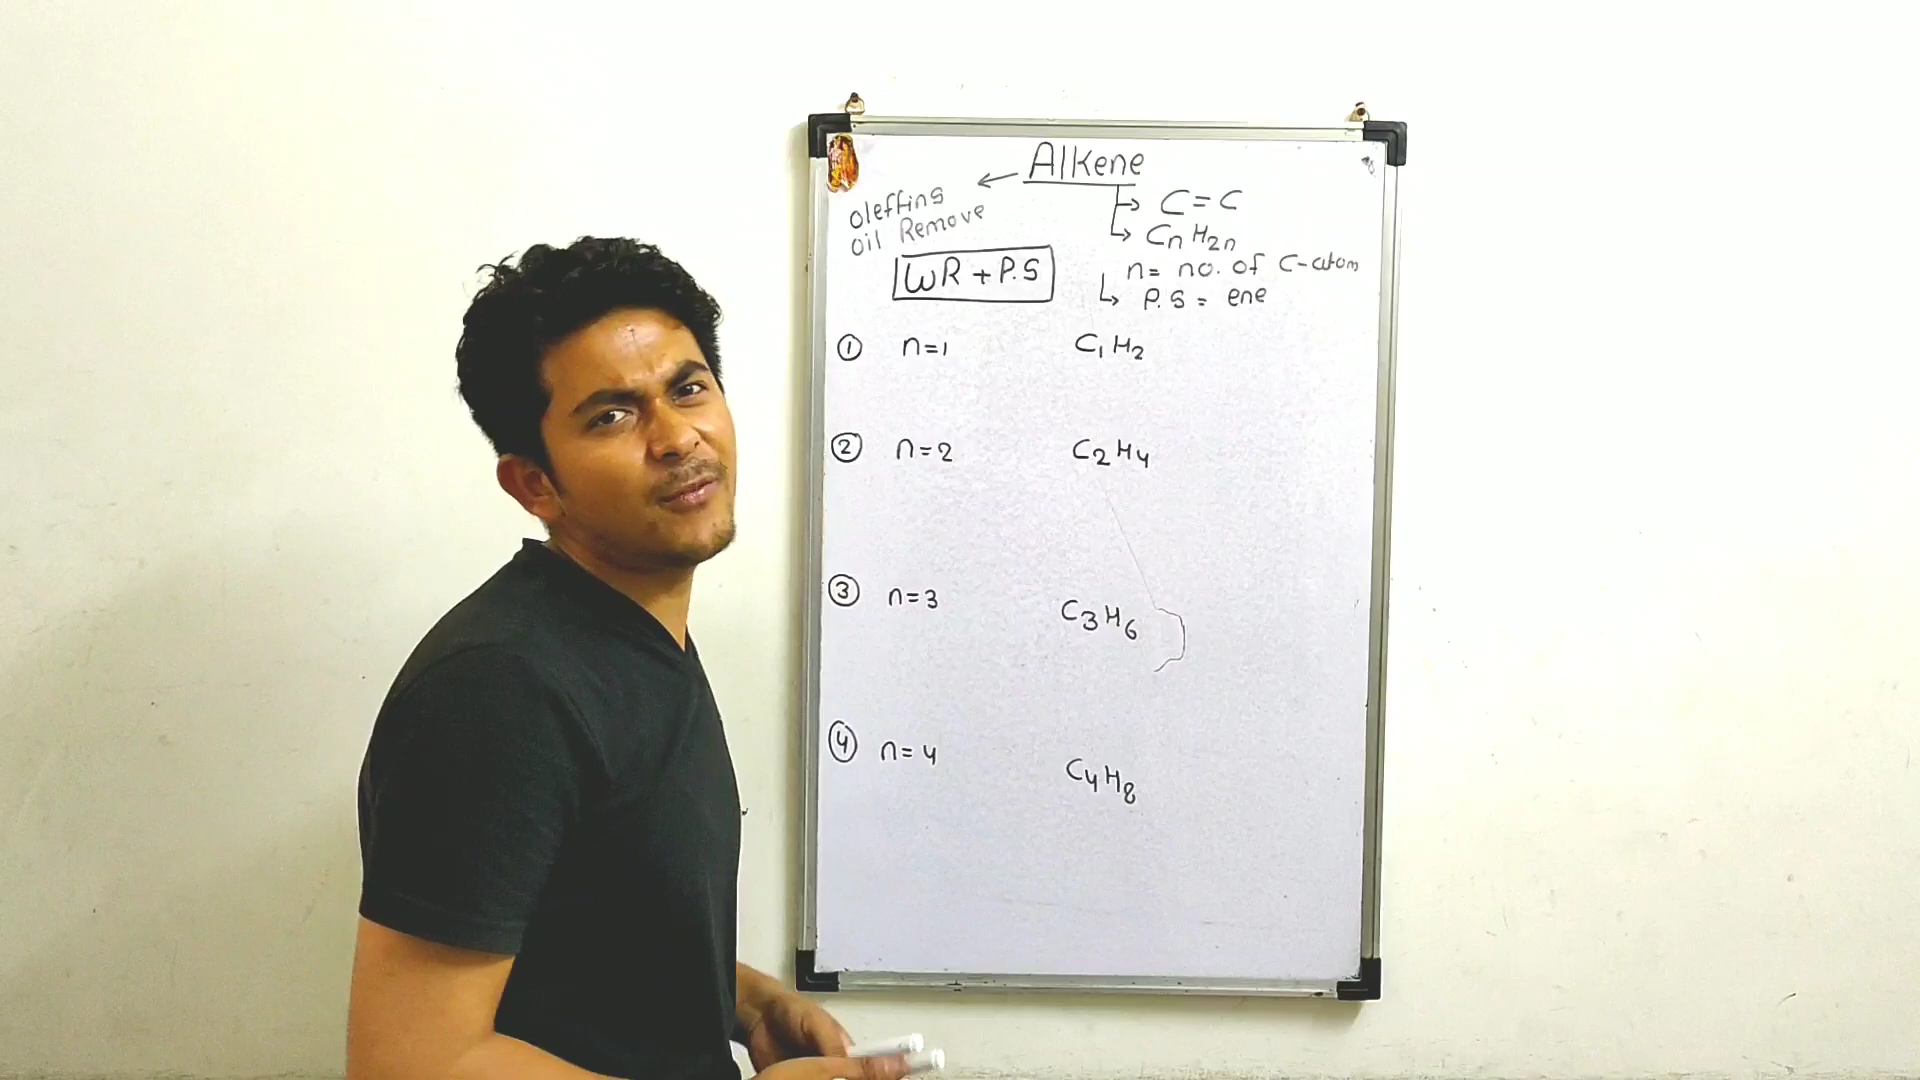 Alkene
C=C
Oleffins
oil Remove
CnH2n
WR + P.S
n= no. of C-atom
P.S = ene
① n=1 C1H2
② n=2 C2H4
③ n=3 C3H6
④ n=4 C4H8